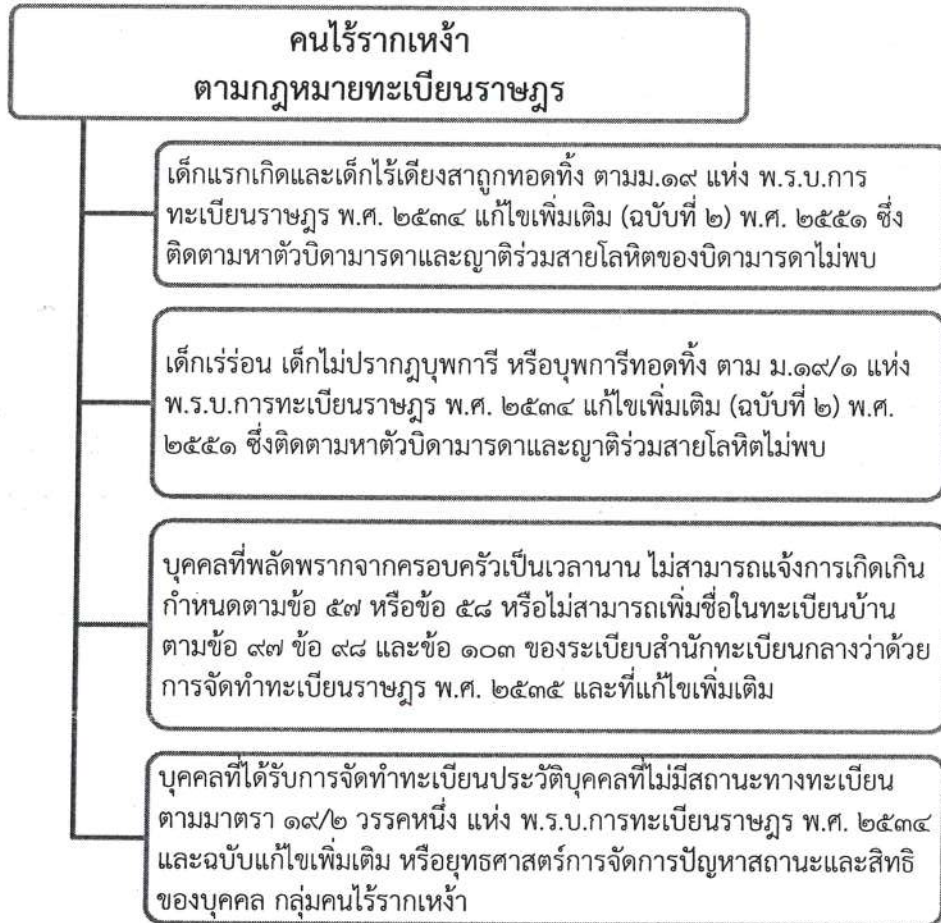 คนไร้รากเหง้า
ตามกฎหมายทะเบียนราษฎร
เด็กแรกเกิดและเด็กไร้เดียงสาถูกทอดทิ้ง ตามม.๑๙ แห่ง พ.ร.บ.การ
ทะเบียนราษฎร พ.ศ. ๒๕๓๔ แก้ไขเพิ่มเติม (ฉบับที่ ๒) พ.ศ. ๒๕๕๑ ซึ่ง
ติดตามหาตัวบิดามารดาและญาติร่วมสายโลหิตของบิดามารดาไม่พบ
เด็กเร่ร่อน เด็กไม่ปรากฏบุพการี หรือบุพการีทอดทิ้ง ตาม ม.๑๙/๑ แห่ง
พ.ร.บ.การทะเบียนราษฎร พ.ศ. ๒๕๓๔ แก้ไขเพิ่มเติม (ฉบับที่ ๒) พ.ศ.
๒๕๕๑ ซึ่งติดตามหาตัวบิดามารดาและญาติร่วมสายโลหิตไม่พบ
บุคคลที่พลัดพรากจากครอบครัวเป็นเวลานาน ไม่สามารถแจ้งการเกิดเกิน
กำหนดตามข้อ ๕๗ หรือข้อ ๕๘ หรือไม่สามารถเพิ่มชื่อในทะเบียนบ้าน
ตามข้อ ๙๗ ข้อ ๙๘ และข้อ ๑๐๓ ของระเบียบสำนักทะเบียนกลางว่าด้วย
การจัดทำทะเบียนราษฎร พ.ศ. ๒๕๓๕ และที่แก้ไขเพิ่มเติม
บุคคลที่ได้รับการจัดทำทะเบียนประวัติบุคคลที่ไม่มีสถานะทางทะเบียน
ตามมาตรา ๑๙/๒ วรรคหนึ่ง แห่ง พ.ร.บ.การทะเบียนราษฎร พ.ศ. ๒๕๓๔
และฉบับแก้ไขเพิ่มเติม หรือยุทธศาสตร์การจัดการปัญหาสถานะและสิทธิ
ของบุคคล กลุ่มคนไร้รากเหง้า